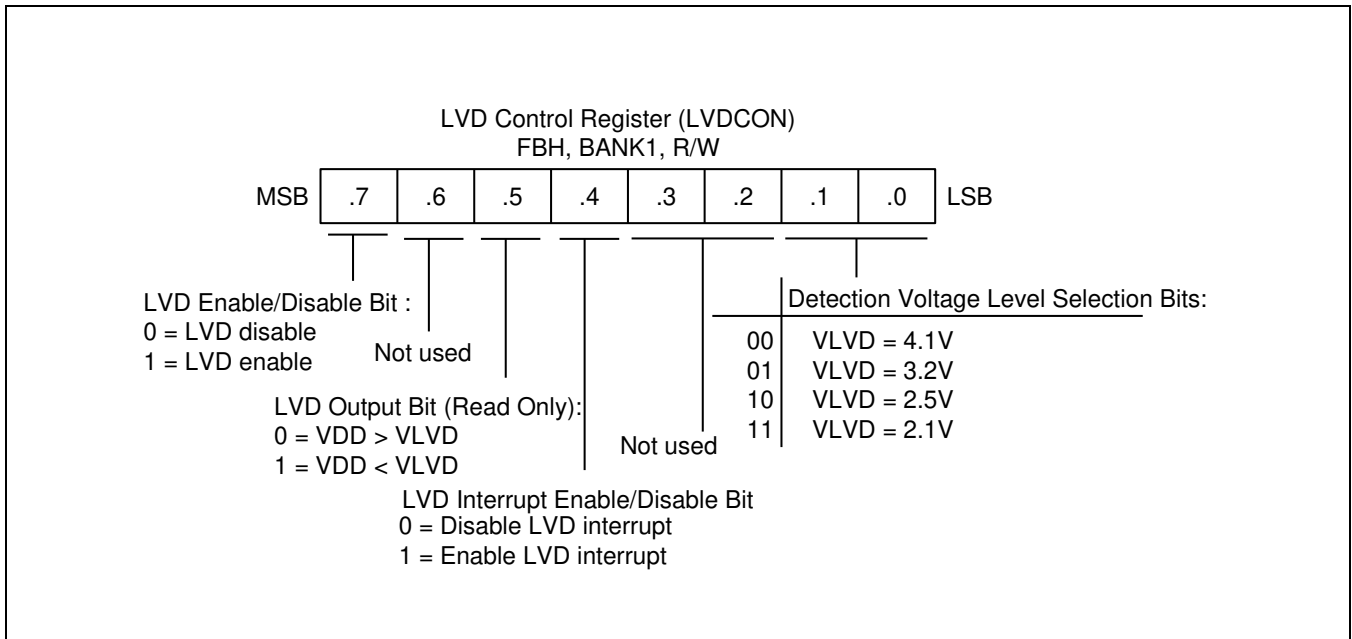 LVD Control Register (LVDCON)
FBH, BANK1, R/W
MSB .7 .6 .5 .4 .3 .2 .1 .0 LSB
LVD Enable/Disable Bit :
0 = LVD disable
1 = LVD enable
Not used
LVD Output Bit (Read Only):
0 = VDD > VLVD
1 = VDD < VLVD
LVD Interrupt Enable/Disable Bit
0 = Disable LVD interrupt
1 = Enable LVD interrupt
Not used
Detection Voltage Level Selection Bits:
00 VLVD = 4.1V
01 VLVD = 3.2V
10 VLVD = 2.5V
11 VLVD = 2.1V